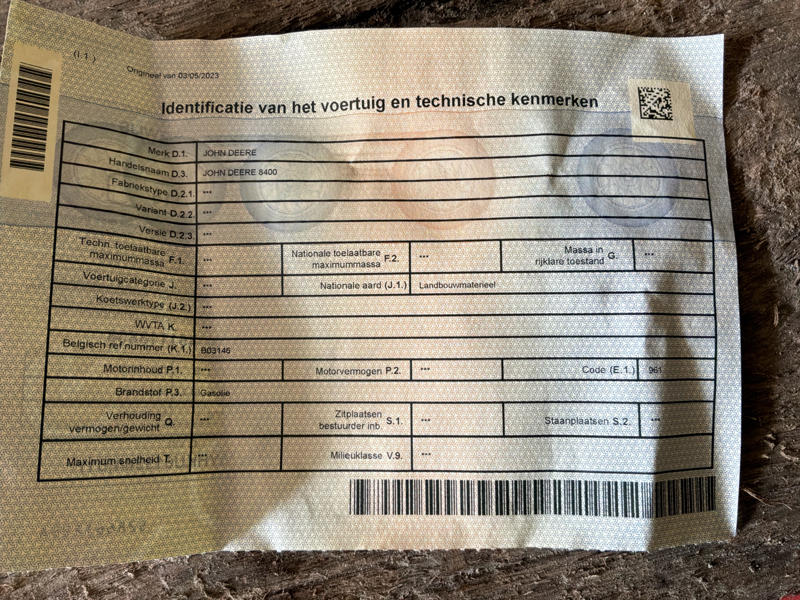 (I.1.)
Origineel van 03/05/2023
Identificatie van het voertuig en technische kenmerken
Merk D.1. JOHN DEERE
Handelsnaam D.3. JOHN DEERE 8400
Fabriekstype D.2.1. ***
Variant D.2.2. ***
Versie D.2.3. ***
Techn. toelaatbare maximummassa F.1. *** Nationale toelaatbare maximummassa F.2. *** Massa in rijklare toestand G. ***
Voertuigcategorie J. *** Nationale aard (J.1.) Landbouwmaterieel
Koetswerktype (J.2.) ***
WVTA K. ***
Belgisch ref.nummer (K.1.) B03146
Motorinhoud P.1. *** Motorvermogen P.2. *** Code (E.1.) 961
Brandstof P.3. Gasolie
Verhouding vermogen/gewicht Q. *** Zitplaatsen bestuurder inb. S.1. *** Staanplaatsen S.2. ***
Maximum snelheid T. *** Milieuklasse V.9. ***